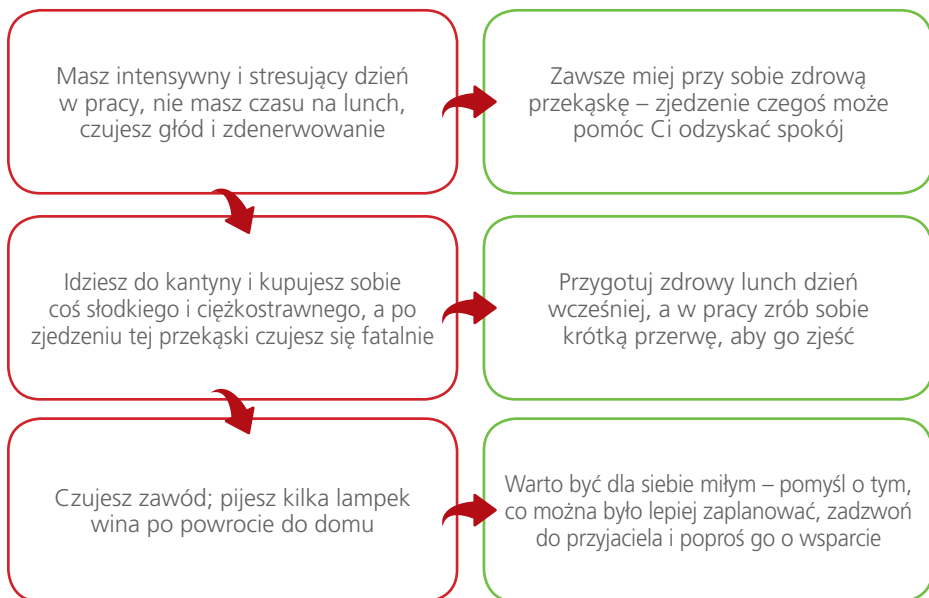 Masz intensywny i stresujący dzień
w pracy, nie masz czasu na lunch,
czujesz głód i zdenerwowanie
Zawsze miej przy sobie zdrową
przekąskę – zjedzenie czegoś może
pomóc Ci odzyskać spokój
Idziesz do kantyny i kupujesz sobie
coś słodkiego i ciężkostrawnego, a po
zjedzeniu tej przekąski czujesz się fatalnie
Przygotuj zdrowy lunch dzień
wcześniej, a w pracy zrób sobie
krótką przerwę, aby go zjeść
Czujesz zawód; pijesz kilka lampek
wina po powrocie do domu
Warto być dla siebie miłym – pomyśl o tym,
co można było lepiej zaplanować, zadzwoń
do przyjaciela i poproś go o wsparcie